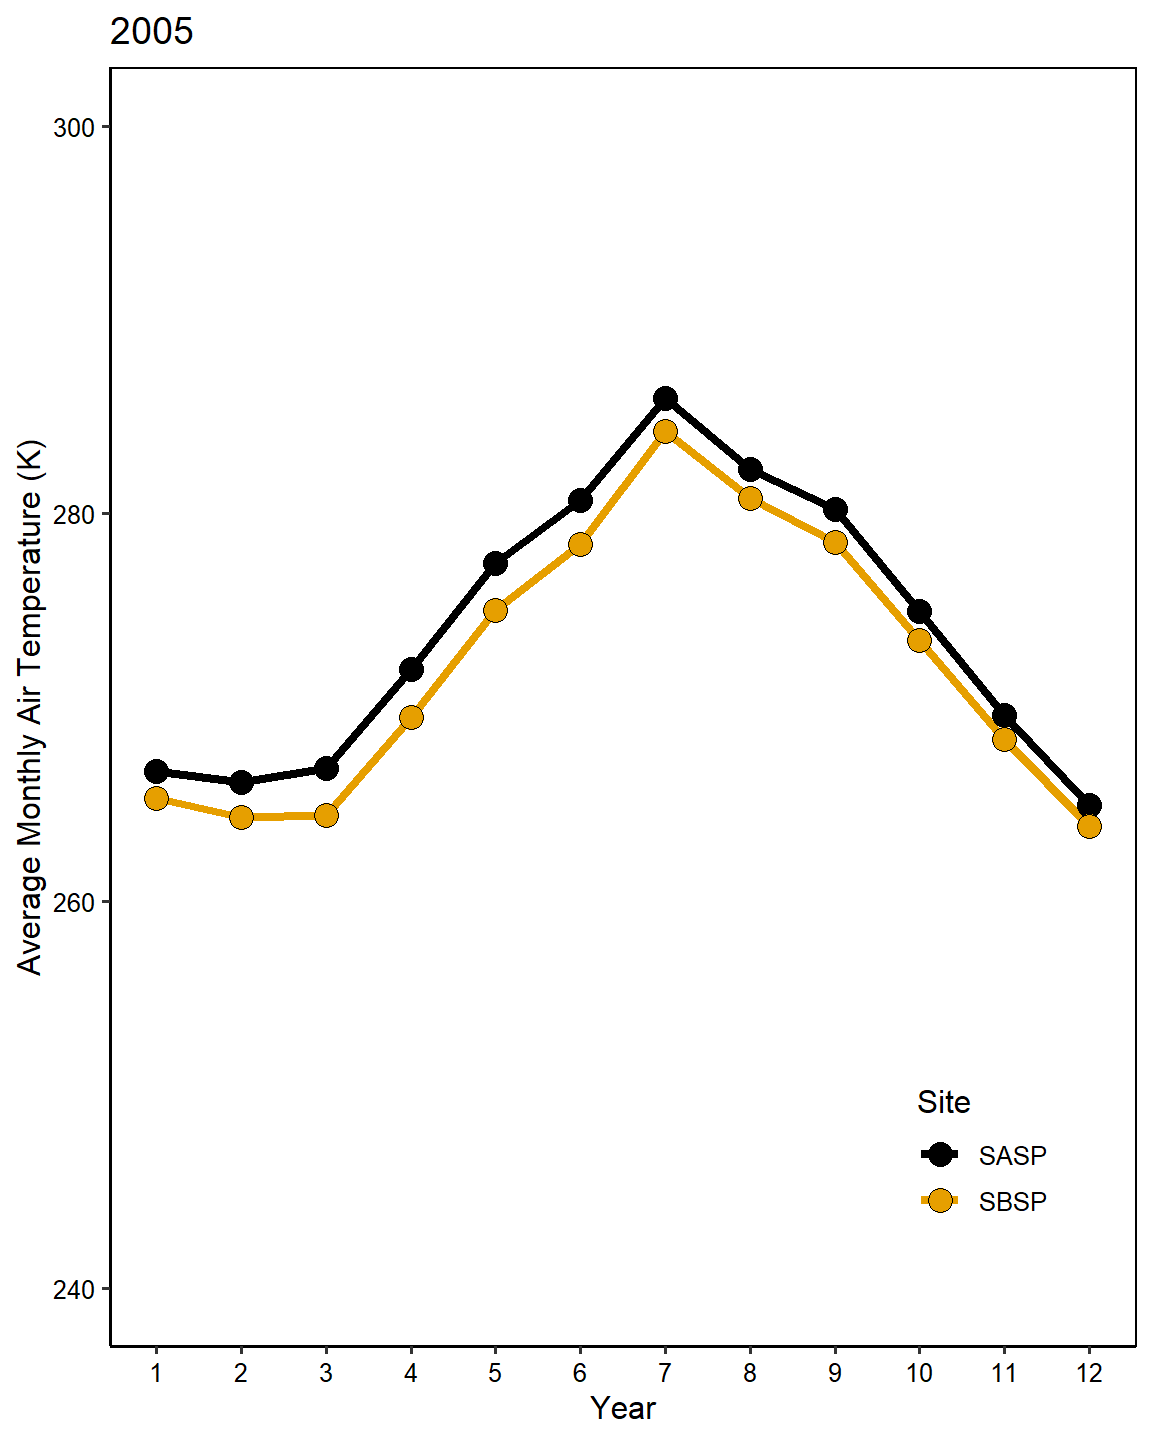 2005
Average Monthly Air Temperature (K)
300
280
260
240
Site
SASP
SBSP
1 2 3 4 5 6 7 8 9 10 11 12
Year